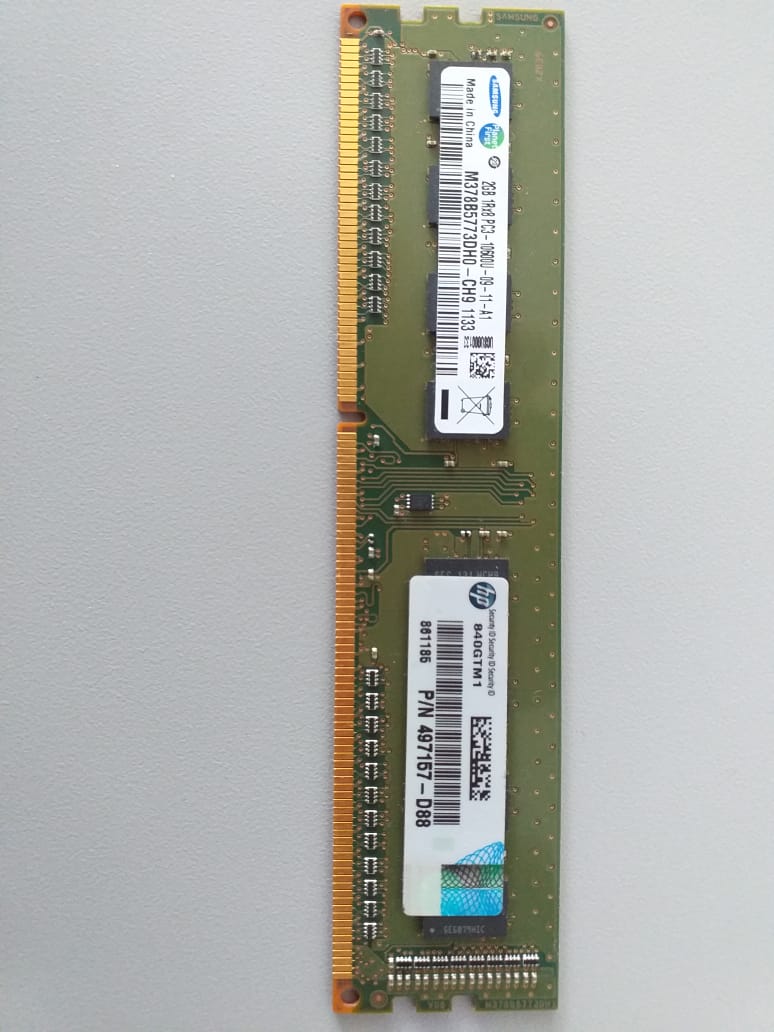 SAMSUNG
SAMSUNG
Planet First
Made in China
2GB 1Rx8 PC3-10600U-09-11-A1
M378B5773DH0-CH9 1133
hp
Security ID Security ID Security ID
840GTM1
861185
P/N 497157-D88